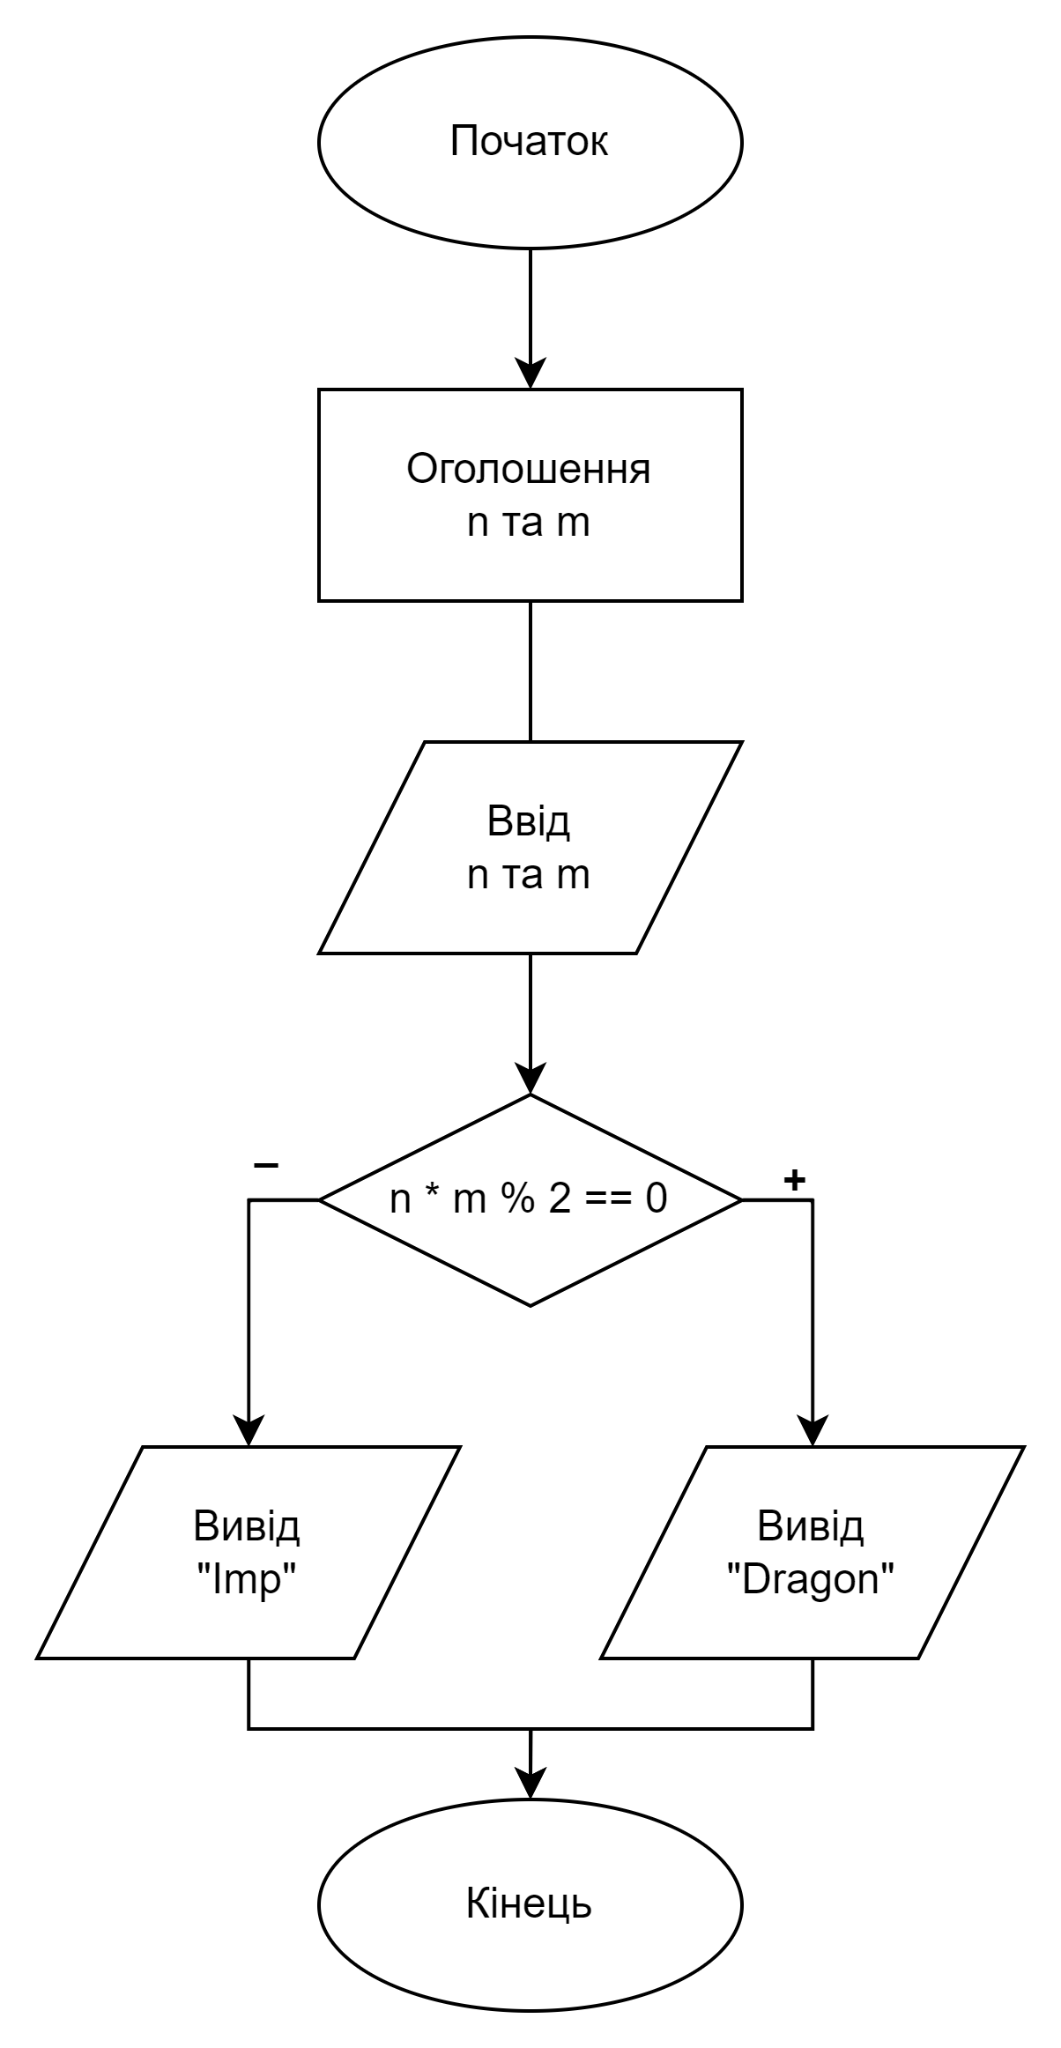 Початок
Оголошення
n та m
Ввід
n та m
–
n * m % 2 == 0
+
Вивід
"Imp"
Вивід
"Dragon"
Кінець